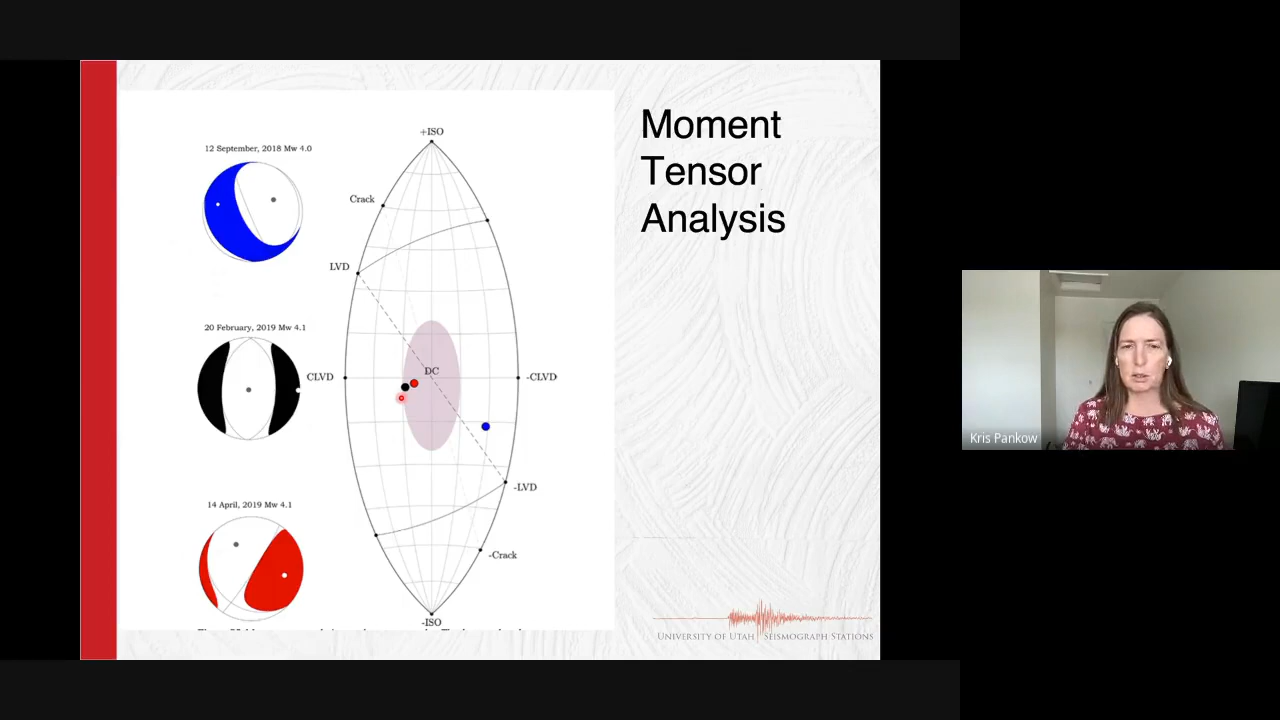 Moment
Tensor
Analysis
12 September, 2018 Mw 4.0
20 February, 2019 Mw 4.1
14 April, 2019 Mw 4.1
+ISO
Crack
LVD
CLVD
DC
-CLVD
-LVD
-Crack
-ISO
UNIVERSITY OF UTAH SEISMOGRAPH STATIONS
Kris Pankow